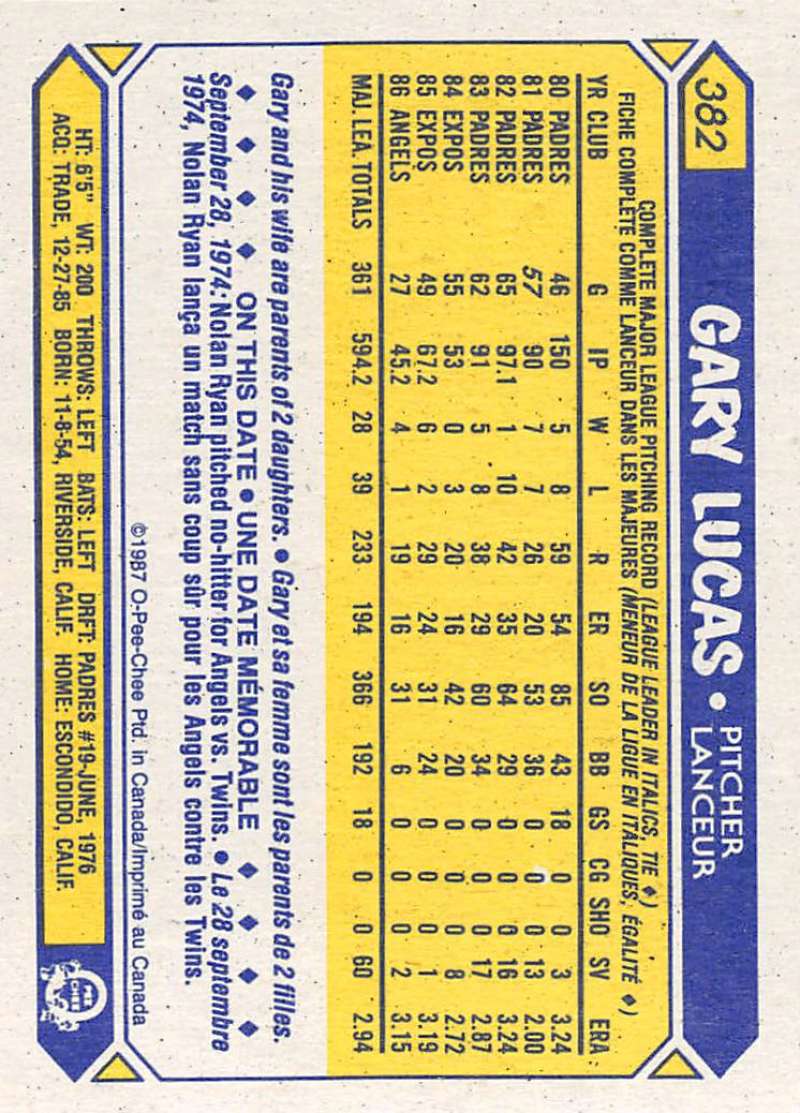 382 GARY LUCAS • PITCHER
LANCEUR
COMPLETE MAJOR LEAGUE PITCHING RECORD (LEAGUE LEADER IN ITALICS, TIE ♦)
FICHE COMPLÈTE COMME LANCEUR DANS LES MAJEURES (MENEUR DE LA LIGUE EN ITALIQUES, ÉGALITÉ ♦)
YR CLUB G IP W L R ER SO BB GS CG SHO SV ERA
80 PADRES 46 150 5 8 59 54 85 43 18 0 0 3 3.24
81 PADRES 57 90 7 7 26 20 53 36 0 0 0 13 2.00
82 PADRES 65 97.1 1 10 42 35 64 29 0 0 0 16 3.24
83 PADRES 62 91 5 8 38 29 60 34 0 0 0 17 2.87
84 EXPOS 55 53 0 3 20 16 42 20 0 0 0 8 2.72
85 EXPOS 49 67.2 6 2 29 24 31 24 0 0 0 1 3.19
86 ANGELS 27 45.2 4 1 19 16 31 6 0 0 0 2 3.15
MAJ. LEA. TOTALS 361 594.2 28 39 233 194 366 192 18 0 0 60 2.94
Gary and his wife are parents of 2 daughters. • Gary et sa femme sont les parents de 2 filles.
♦ ♦ ♦ ♦ ON THIS DATE • UNE DATE MÉMORABLE ♦ ♦ ♦ ♦
September 28, 1974: Nolan Ryan pitched no-hitter for Angels vs. Twins. • Le 28 septembre
1974, Nolan Ryan lança un match sans coup sûr pour les Angels contre les Twins.
©1987 O-Pee-Chee Ptd. in Canada/Imprimé au Canada
HT: 6'5" WT: 200 THROWS: LEFT BATS: LEFT DRFT: PADRES #19-JUNE, 1976
ACQ: TRADE, 12-27-85 BORN: 11-8-54, RIVERSIDE, CALIF. HOME: ESCONDIDO, CALIF.
O
PEE
CHEE